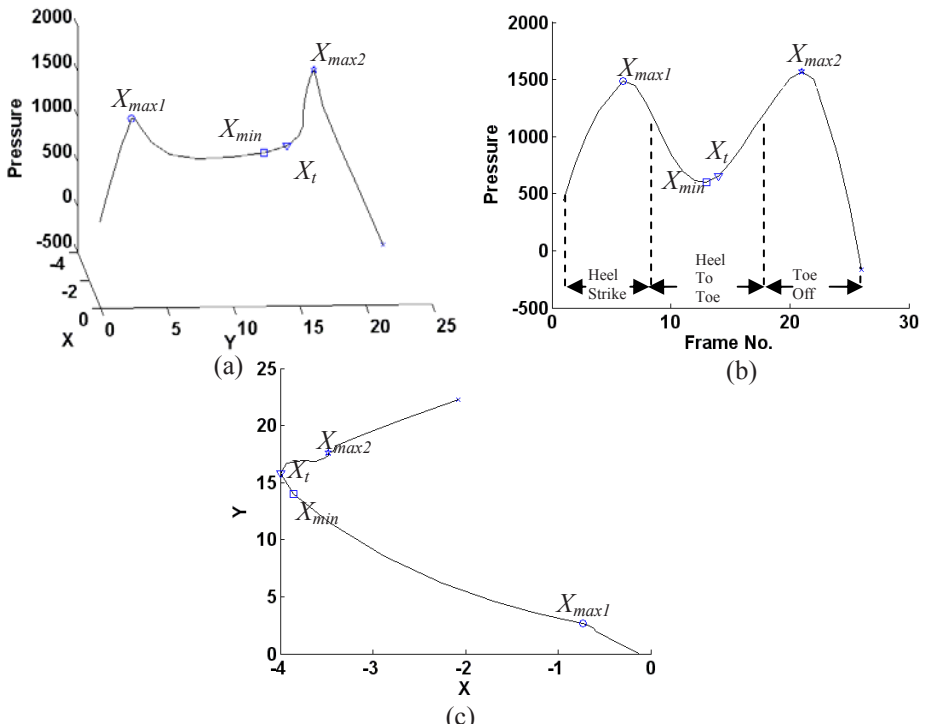 2000
1500
1000
500
0
-500
-4
-2
0
Pressure
X
0
5
10
15
20
25
Y
Xmax1
Xmin
Xt
Xmax2
(a)
2000
1500
1000
500
0
-500
Pressure
Xmax1
Xmax2
Xt
Xmin
Heel
Strike
Heel
To
Toe
Toe
Off
0
10
20
30
Frame No.
(b)
25
20
15
10
5
0
Y
Xmax2
Xt
Xmin
Xmax1
-4
-3
-2
-1
0
X
(c)